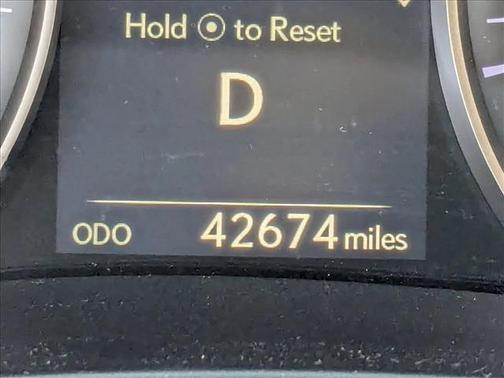 Hold ⦿ to Reset
D
ODO 42674 miles